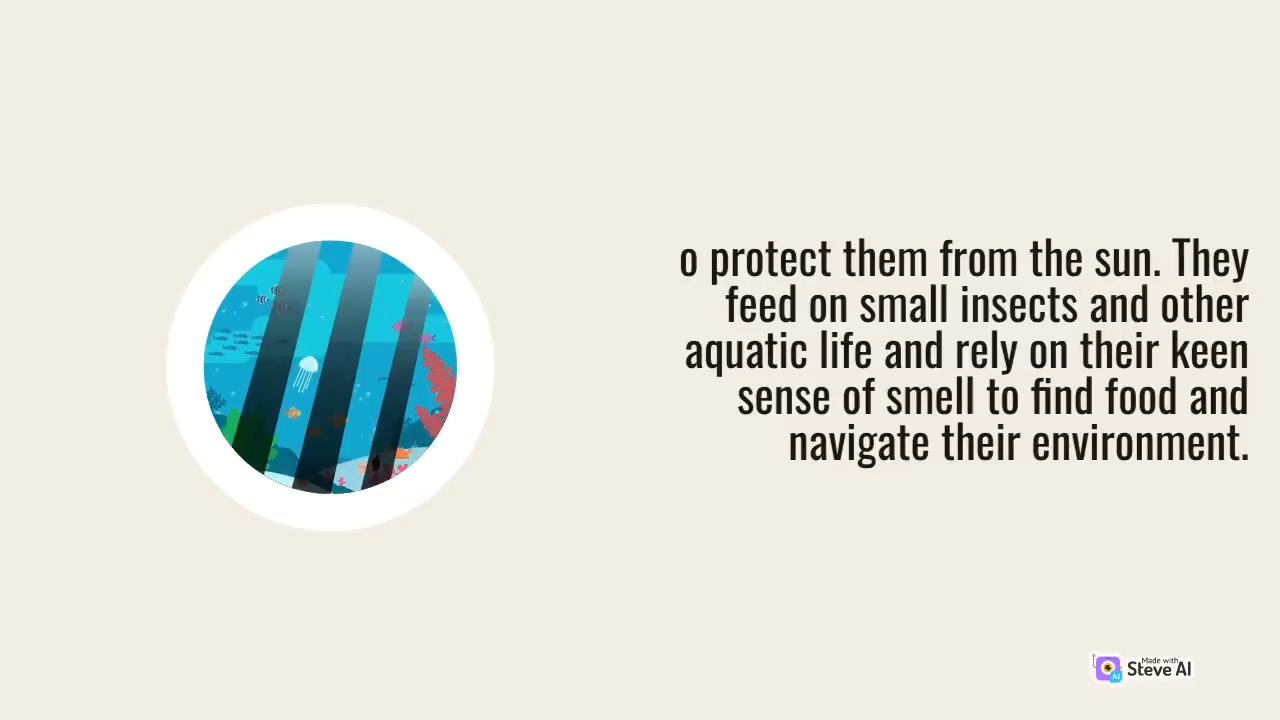 o protect them from the sun. They
feed on small insects and other
aquatic life and rely on their keen
sense of smell to find food and
navigate their environment.
Made with
Steve AI
AI